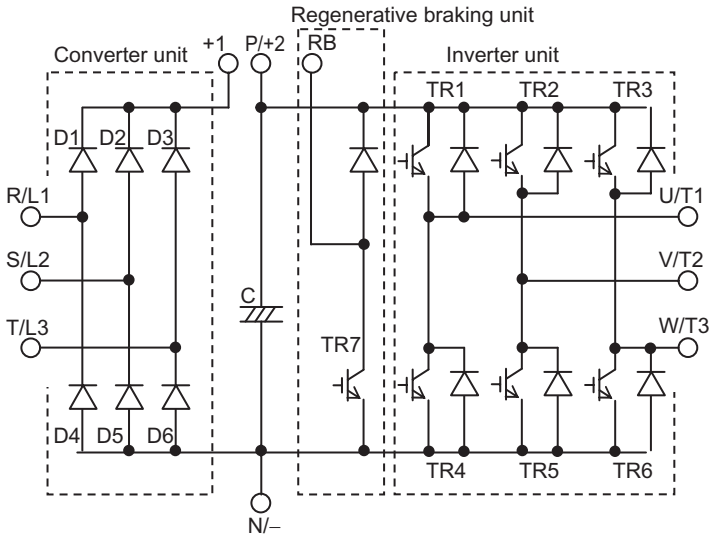 Regenerative braking unit
Converter unit
+1
P/+2
RB
Inverter unit
D1
D2
D3
TR1
TR2
TR3
R/L1
U/T1
S/L2
V/T2
C
T/L3
TR7
W/T3
D4
D5
D6
TR4
TR5
TR6
N/−